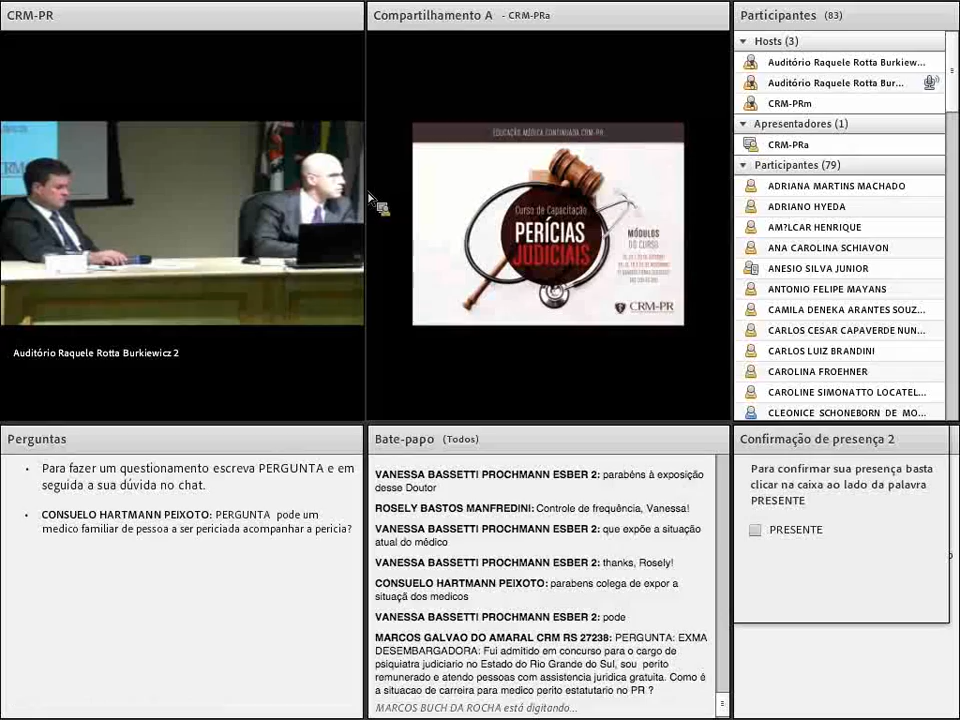 CRM-PR
Compartilhamento A - CRM-PRa
Participantes (83)
Hosts (3)
Auditório Raquele Rotta Burkiew...
Auditório Raquele Rotta Bur...
CRM-PRm
Apresentadores (1)
CRM-PRa
Participantes (79)
ADRIANA MARTINS MACHADO
ADRIANO HYEDA
AM?LCAR HENRIQUE
ANA CAROLINA SCHIAVON
ANESIO SILVA JUNIOR
ANTONIO FELIPE MAYANS
CAMILA DENEKA ARANTES SOUZ...
CARLOS CESAR CAPAVERDE NUN...
CARLOS LUIZ BRANDINI
CAROLINA FROEHNER
CAROLINE SIMONATTO LOCATEL...
CLEONICE SCHONEBORN DE MO...
EDUCAÇÃO MÉDICA CONTINUADA CRM-PR
Curso de Capacitação
PERÍCIAS
JUDICIAIS
MÓDULOS
DO CURSO
CRM-PR
Auditório Raquele Rotta Burkiewicz 2
Perguntas
• Para fazer um questionamento escreva PERGUNTA e em
seguida a sua dúvida no chat.
• CONSUELO HARTMANN PEIXOTO: PERGUNTA pode um
medico familiar de pessoa a ser periciada acompanhar a pericia?
Bate-papo (Todos)
VANESSA BASSETTI PROCHMANN ESBER 2: parabéns à exposição
desse Doutor
ROSELY BASTOS MANFREDINI: Controle de frequência, Vanessa!
VANESSA BASSETTI PROCHMANN ESBER 2: que expõe a situação
atual do médico
VANESSA BASSETTI PROCHMANN ESBER 2: thanks, Rosely!
CONSUELO HARTMANN PEIXOTO: parabens colega de expor a
situaçã dos medicos
VANESSA BASSETTI PROCHMANN ESBER 2: pode
MARCOS GALVAO DO AMARAL CRM RS 27238: PERGUNTA: EXMA
DESEMBARGADORA: Fui admitido em concurso para o cargo de
psiquiatra judiciario no Estado do Rio Grande do Sul, sou perito
remunerado e atendo pessoas com assistencia juridica gratuita. Como é
a situacao de carreira para medico perito estatutario no PR ?
MARCOS BUCH DA ROCHA está digitando...
Confirmação de presença 2
Para confirmar sua presença basta
clicar na caixa ao lado da palavra
PRESENTE
PRESENTE